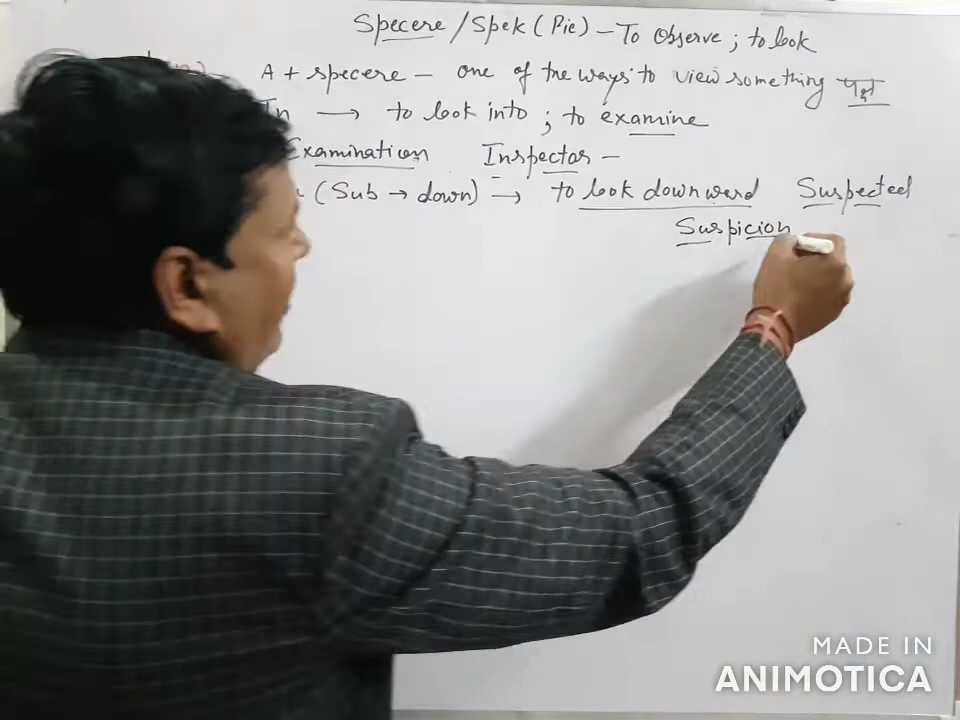 Specere / Spek (Pie) - To Observe ; to look
A + specere - one of the ways to view something पक्ष
In → to look into ; to examine
Examination Inspector -
(Sub → down) → to look downward Suspected
Suspicion
MADE IN
ANIMOTICA